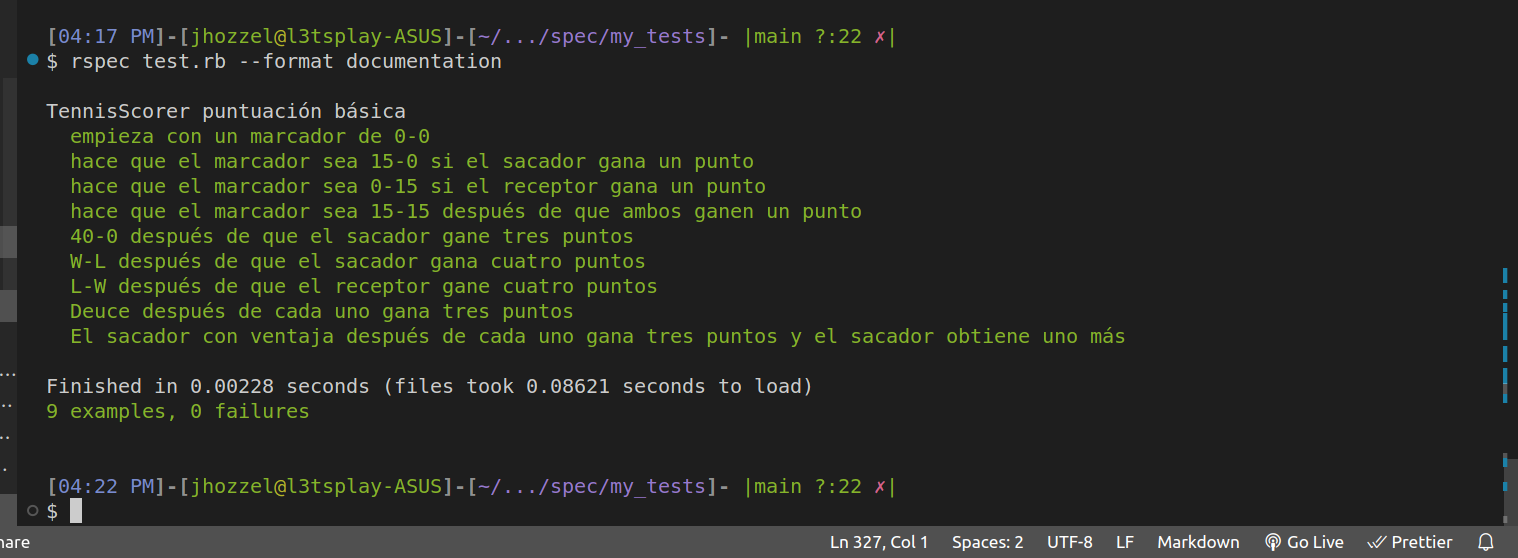 [04:17 PM]-[jhozzel@l3tsplay-ASUS]-[~/.../spec/my_tests]- |main ?:22 ✗|
$ rspec test.rb --format documentation
TennisScorer puntuación básica
empieza con un marcador de 0-0
hace que el marcador sea 15-0 si el sacador gana un punto
hace que el marcador sea 0-15 si el receptor gana un punto
hace que el marcador sea 15-15 después de que ambos ganen un punto
40-0 después de que el sacador gane tres puntos
W-L después de que el sacador gana cuatro puntos
L-W después de que el receptor gane cuatro puntos
Deuce después de cada uno gana tres puntos
El sacador con ventaja después de cada uno gana tres puntos y el sacador obtiene uno más
Finished in 0.00228 seconds (files took 0.08621 seconds to load)
9 examples, 0 failures
[04:22 PM]-[jhozzel@l3tsplay-ASUS]-[~/.../spec/my_tests]- |main ?:22 ✗|
$
Ln 327, Col 1 Spaces: 2 UTF-8 LF Markdown Go Live Prettier